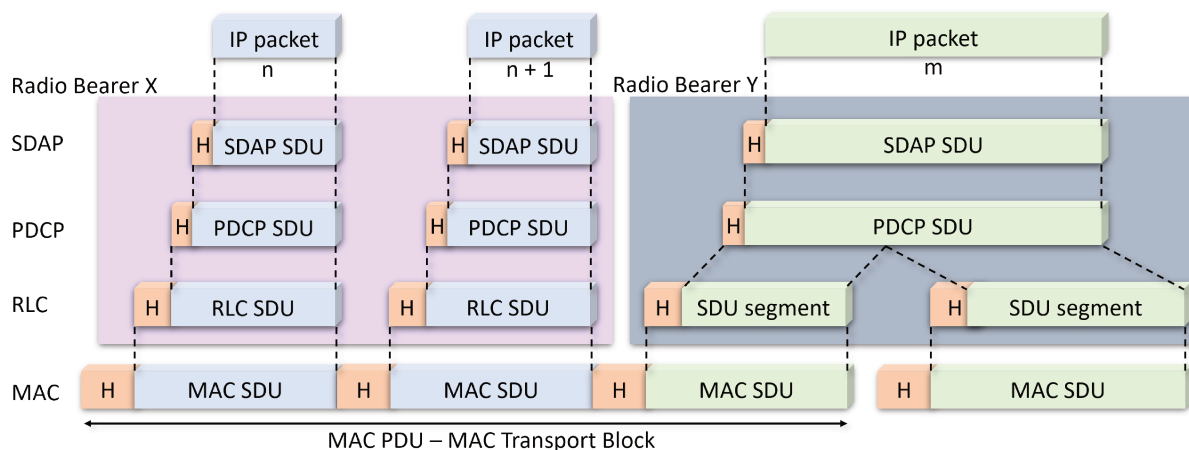 IP packet IP packet IP packet
n n + 1 m
Radio Bearer X Radio Bearer Y
SDAP H SDAP SDU H SDAP SDU H SDAP SDU
PDCP H PDCP SDU H PDCP SDU H PDCP SDU
RLC H RLC SDU H RLC SDU H SDU segment H SDU segment
MAC H MAC SDU H MAC SDU H MAC SDU H MAC SDU
MAC PDU – MAC Transport Block